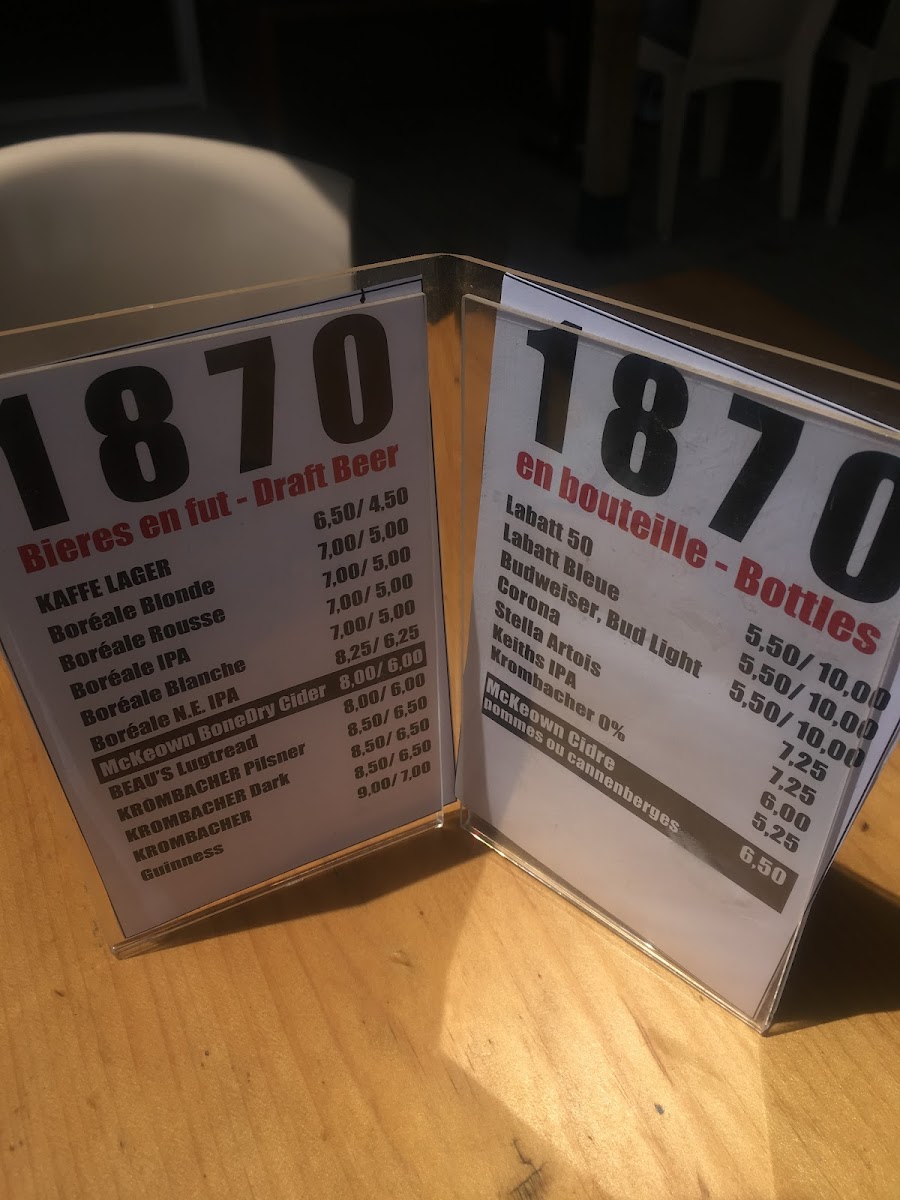 1870
Bieres en fut - Draft Beer
KAFFE LAGER 6,50/ 4.50
Boréale Blonde 7,00/ 5,00
Boréale Rousse 7,00/ 5,00
Boréale IPA 7,00/ 5,00
Boréale Blanche 7,00/ 5,00
Boréale N.E. IPA 8,25/ 6,25
McKeown BoneDry Cider 8,00/ 6,00
BEAU'S Lugtread 8,00/ 6,00
KROMBACHER Pilsner 8,50/ 6,50
KROMBACHER Dark 8,50/ 6,50
KROMBACHER 8,50/ 6,50
Guinness 9,00/ 7,00
1870
en bouteille - Bottles
Labatt 50 5,50/ 10,00
Labatt Bleue 5,50/ 10,00
Budweiser, Bud Light 5,50/ 10,00
Corona 7,25
Stella Artois 7,25
Keiths IPA 6,00
Krombacher 0% 5,25
McKeown Cidre
pommes ou cannenberges 6,50